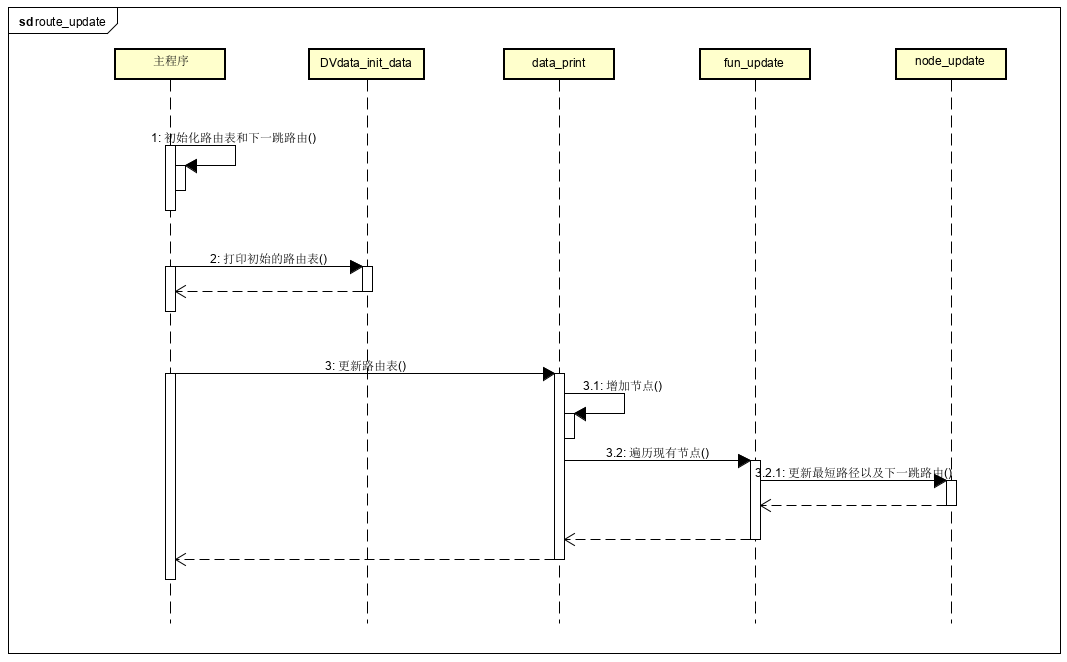 sd route_update
主程序
DVdata_init_data
data_print
fun_update
node_update
1: 初始化路由表和下一跳路由()
2: 打印初始的路由表()
3: 更新路由表()
3.1: 增加节点()
3.2: 遍历现有节点()
3.2.1: 更新最短路径以及下一跳路由()